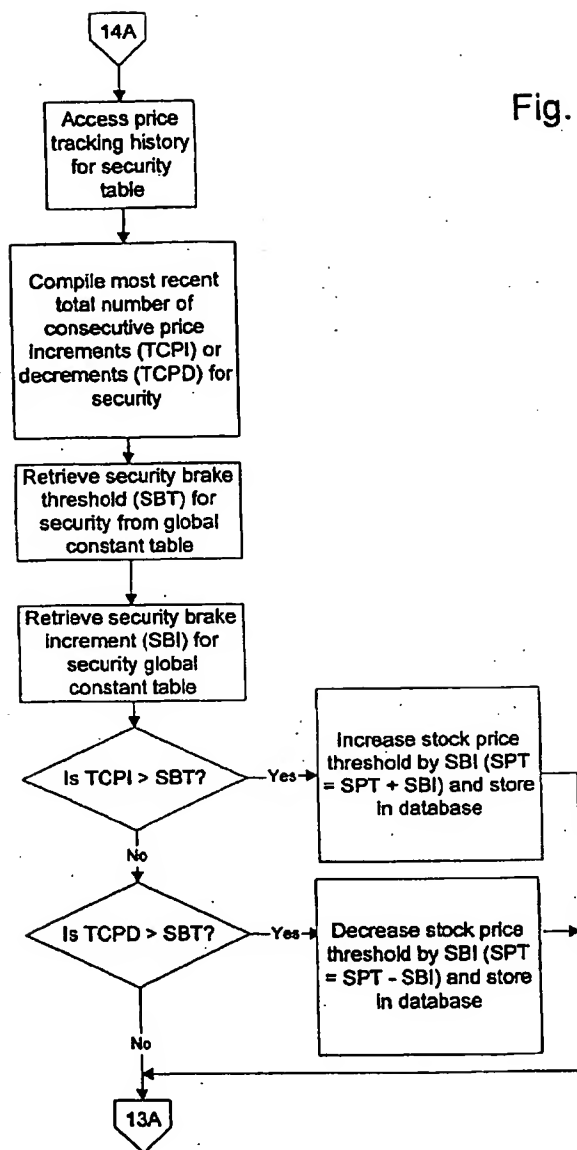 14A
Fig.
Access price
tracking history
for security
table
Compile most recent
total number of
consecutive price
increments (TCPI) or
decrements (TCPD) for
security
Retrieve security brake
threshold (SBT) for
security from global
constant table
Retrieve security brake
increment (SBI) for
security global
constant table
Is TCPI > SBT?
Yes
Increase stock price
threshold by SBI (SPT
= SPT + SBI) and store
in database
No
Is TCPD > SBT?
Yes
Decrease stock price
threshold by SBI (SPT
= SPT - SBI) and store
in database
No
13A